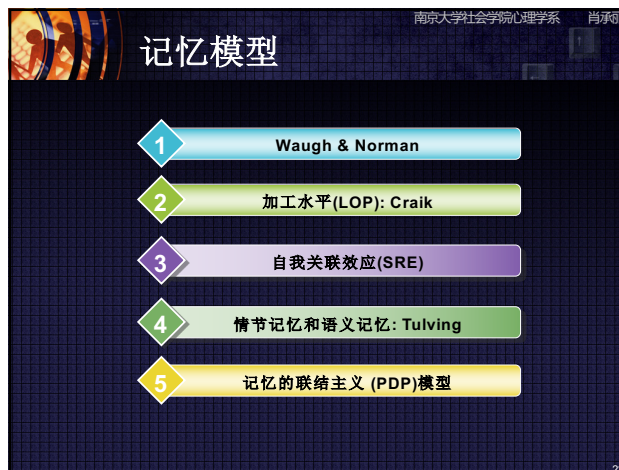 南京大学社会学院心理学系 肖承
记忆模型
1
Waugh & Norman
2
加工水平(LOP): Craik
3
自我关联效应(SRE)
4
情节记忆和语义记忆: Tulving
5
记忆的联结主义 (PDP)模型